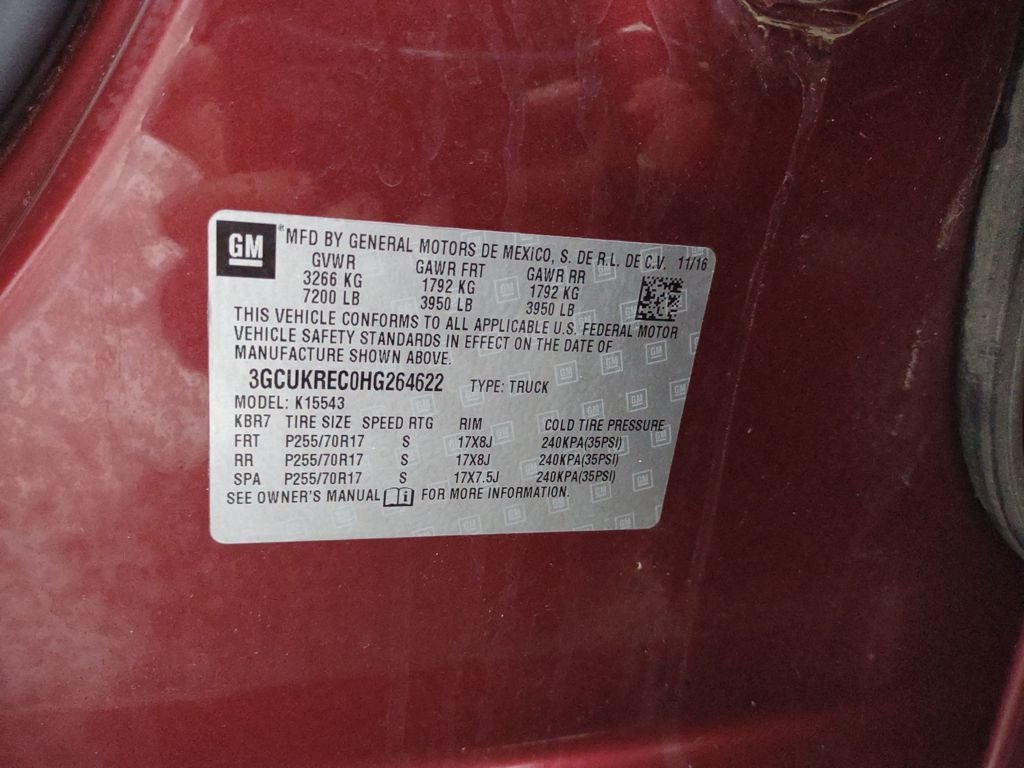 GM ®MFD BY GENERAL MOTORS DE MEXICO, S. DE R.L. DE C.V. 11/16
GVWR GAWR FRT GAWR RR
3266 KG 1792 KG 1792 KG
7200 LB 3950 LB 3950 LB
THIS VEHICLE CONFORMS TO ALL APPLICABLE U.S. FEDERAL MOTOR
VEHICLE SAFETY STANDARDS IN EFFECT ON THE DATE OF
MANUFACTURE SHOWN ABOVE.
3GCUKREC0HG264622 TYPE: TRUCK
MODEL: K15543
KBR7 TIRE SIZE SPEED RTG RIM COLD TIRE PRESSURE
FRT P255/70R17 S 17X8J 240KPA(35PSI)
RR P255/70R17 S 17X8J 240KPA(35PSI)
SPA P255/70R17 S 17X7.5J 240KPA(35PSI)
SEE OWNER'S MANUAL FOR MORE INFORMATION.